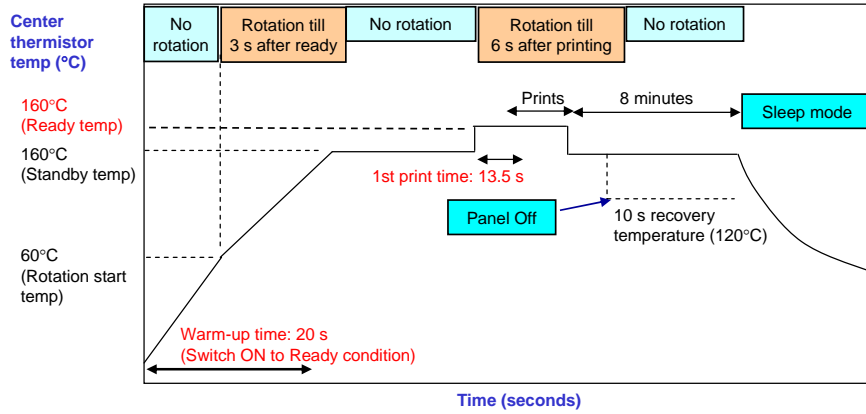 Center
thermistor
temp (°C)
No
rotation
Rotation till
3 s after ready
No rotation
Rotation till
6 s after printing
No rotation
160°C
(Ready temp)
160°C
(Standby temp)
60°C
(Rotation start
temp)
Prints
8 minutes
Sleep mode
1st print time: 13.5 s
Panel Off
10 s recovery
temperature (120°C)
Warm-up time: 20 s
(Switch ON to Ready condition)
Time (seconds)